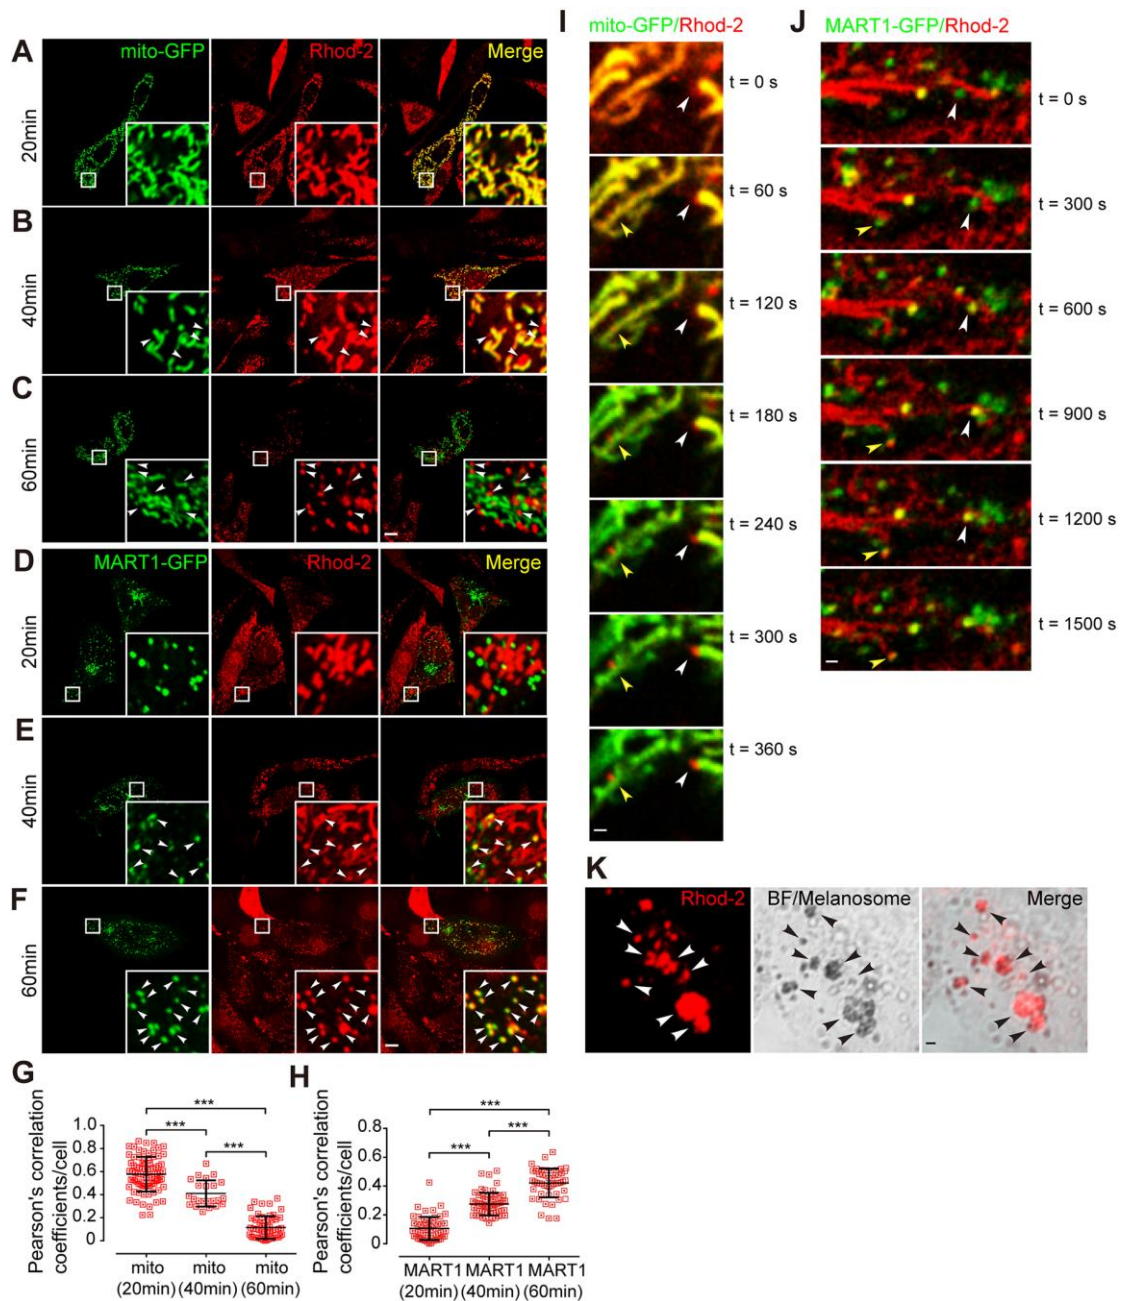 A
mito-GFP
Rhod-2
Merge
20min
B
40min
C
60min
D
MART1-GFP
Rhod-2
Merge
20min
E
40min
F
60min
G
Pearson's correlation
coefficients/cell
1.0
0.8
0.6
0.4
0.2
0
***
***
***
mito
(20min)
mito
(40min)
mito
(60min)
H
Pearson's correlation
coefficients/cell
0.8
0.6
0.4
0.2
0
***
***
***
MART1
(20min)
MART1
(40min)
MART1
(60min)
I
mito-GFP/Rhod-2
t = 0 s
t = 60 s
t = 120 s
t = 180 s
t = 240 s
t = 300 s
t = 360 s
J
MART1-GFP/Rhod-2
t = 0 s
t = 300 s
t = 600 s
t = 900 s
t = 1200 s
t = 1500 s
K
Rhod-2
BF/Melanosome
Merge